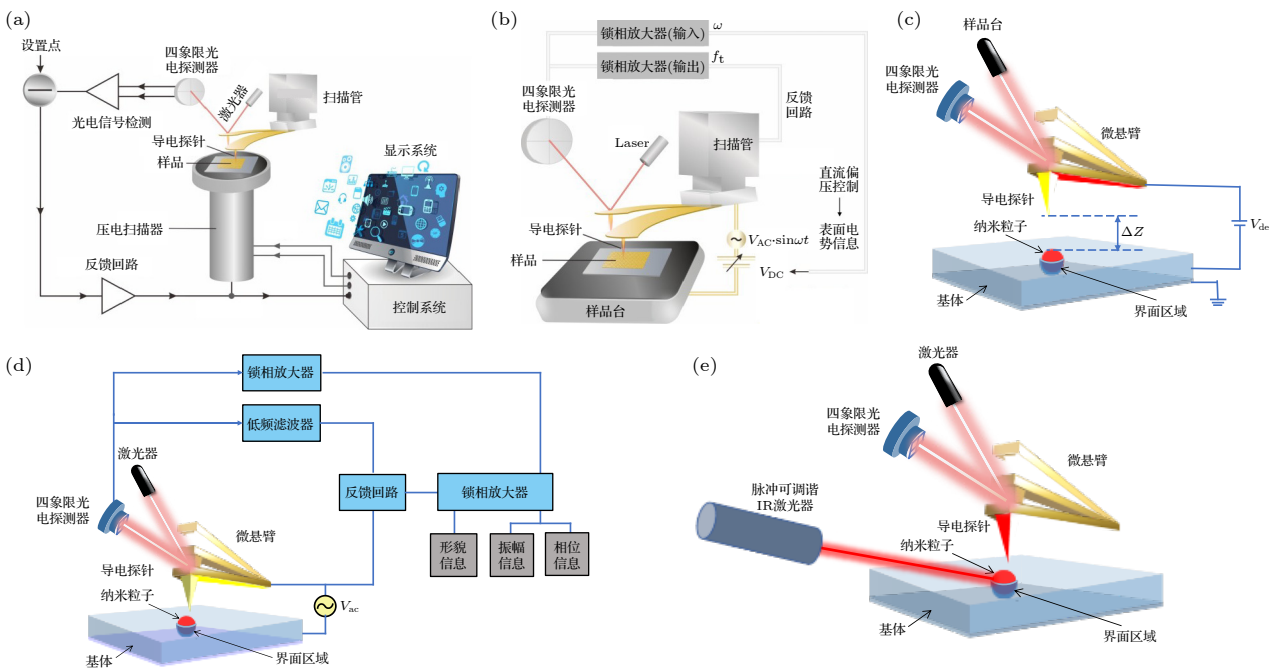 (a)
设置点
四象限光
电探测器
激光器
扫描管
光电信号检测
导电探针
样品
显示系统
压电扫描器
反馈回路
控制系统
(b)
锁相放大器(输入)
ω
锁相放大器(输出)
ft
四象限光
电探测器
Laser
扫描管
反馈
回路
直流偏
压控制
导电探针
VAC·sinωt
表面电
势信息
样品
VDC
样品台
(c)
样品台
四象限光
电探测器
微悬臂
导电探针
纳米粒子
ΔZ
Vde
基体
界面区域
(d)
锁相放大器
低频滤波器
激光器
四象限光
电探测器
反馈回路
锁相放大器
微悬臂
形貌
信息
振幅
信息
相位
信息
导电探针
纳米粒子
Vac
基体
界面区域
(e)
激光器
四象限光
电探测器
微悬臂
脉冲可调谐
IR激光器
导电探针
纳米粒子
基体
界面区域